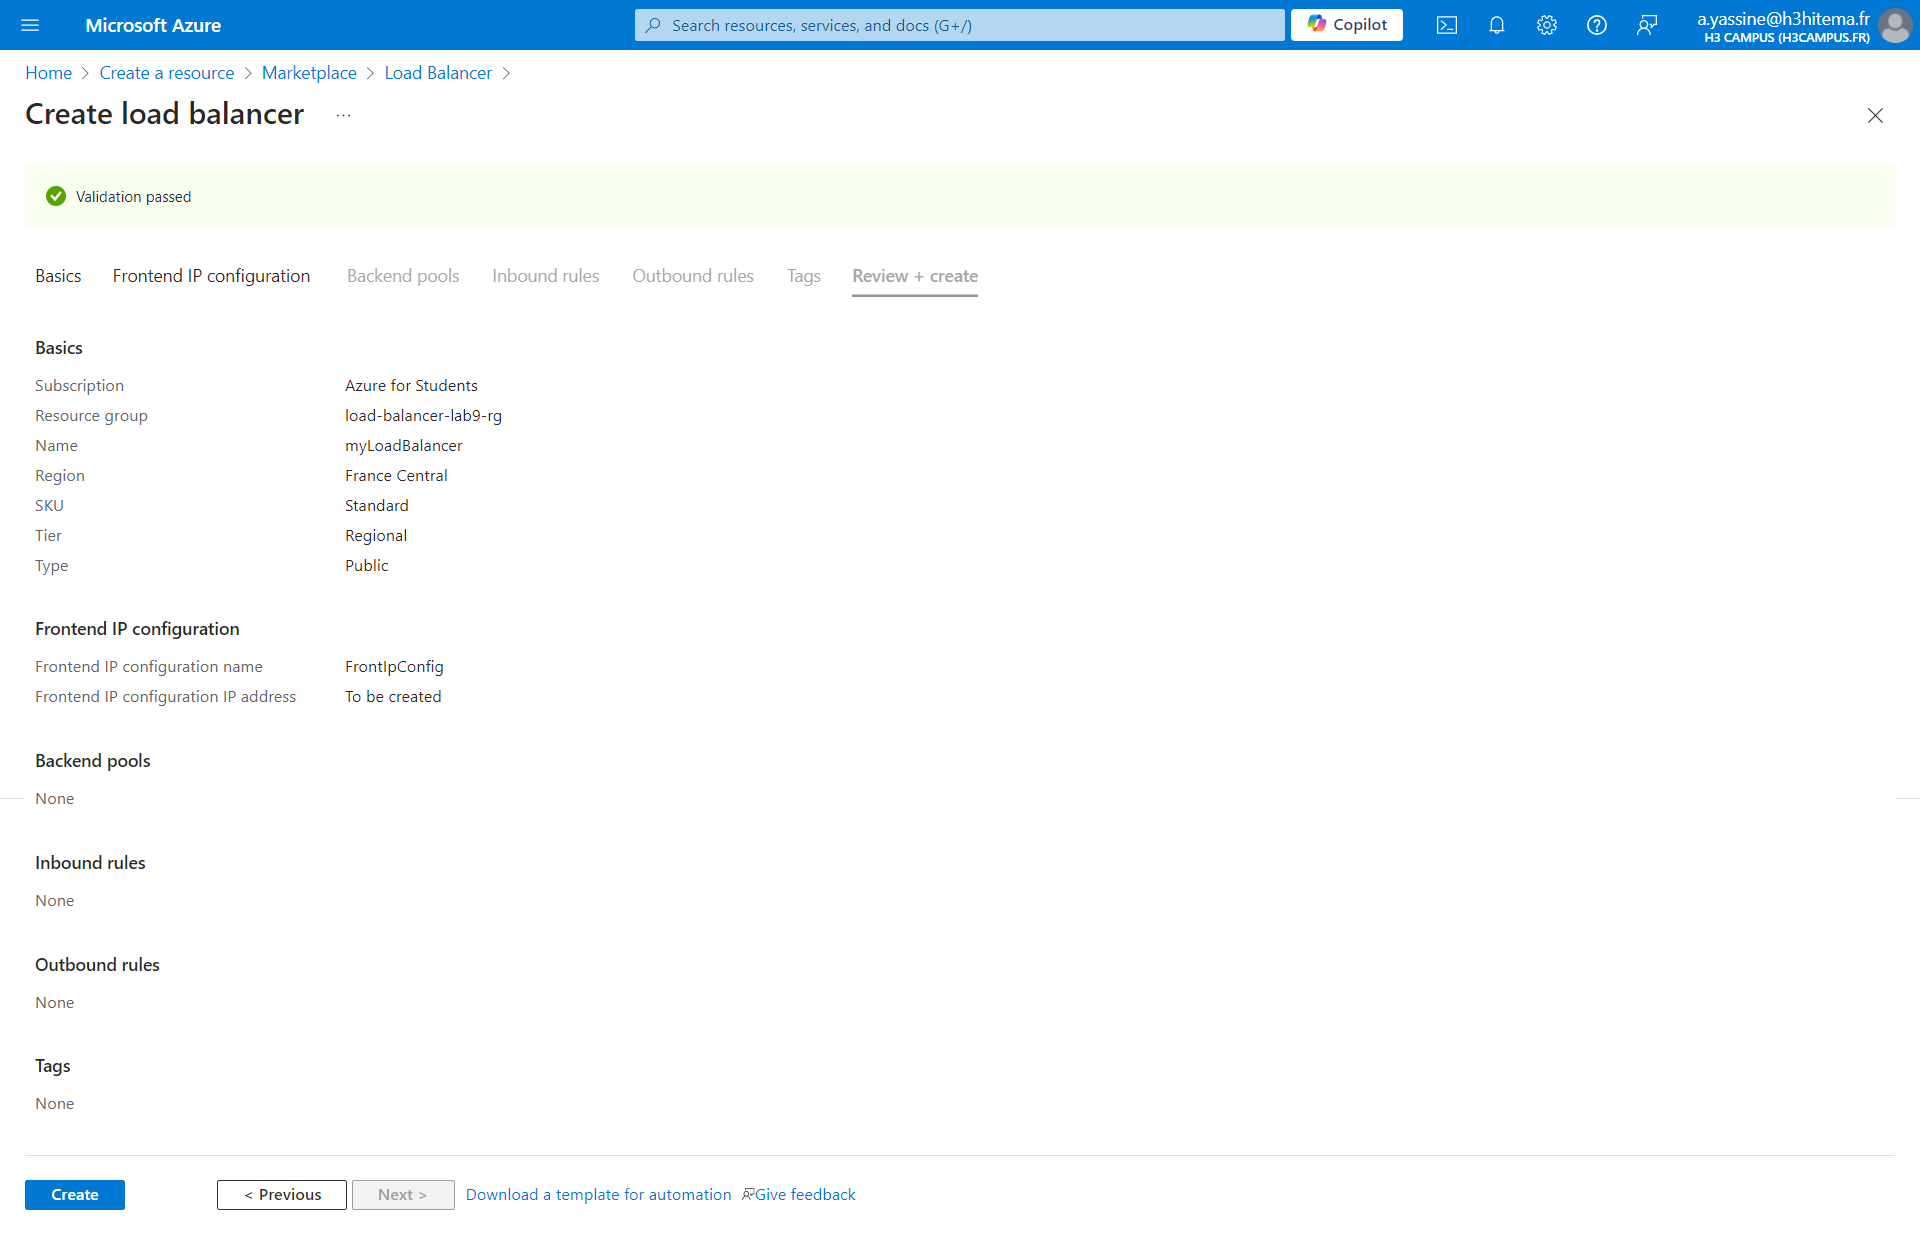 Microsoft Azure
Search resources, services, and docs (G+/)
Copilot
a.yassine@h3hitema.fr
H3 CAMPUS (H3CAMPUS.FR)
Home > Create a resource > Marketplace > Load Balancer >
Create load balancer ...
Validation passed
Basics Frontend IP configuration Backend pools Inbound rules Outbound rules Tags Review + create
Basics
Subscription Azure for Students
Resource group load-balancer-lab9-rg
Name myLoadBalancer
Region France Central
SKU Standard
Tier Regional
Type Public
Frontend IP configuration
Frontend IP configuration name FrontIpConfig
Frontend IP configuration IP address To be created
Backend pools
None
Inbound rules
None
Outbound rules
None
Tags
None
Create < Previous Next > Download a template for automation Give feedback